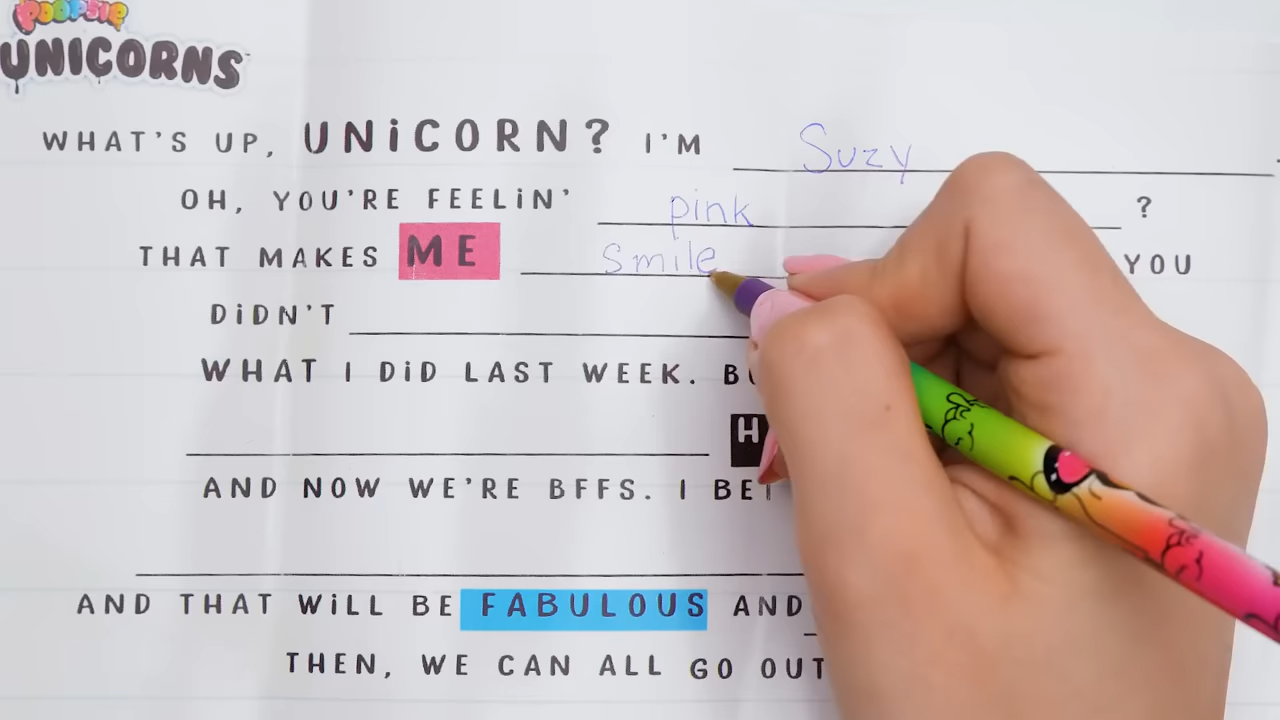 POOPSIE
UNiCORNS
WHAT'S UP, UNiCORN? I'M Suzy
OH, YOU'RE FEELiN' pink ?
THAT MAKES ME Smile YOU
DiDN'T
WHAT I DiD LAST WEEK.
H
AND NOW WE'RE BFFS. I BET
AND THAT WiLL BE FABULOUS AND
THEN, WE CAN ALL GO OUT